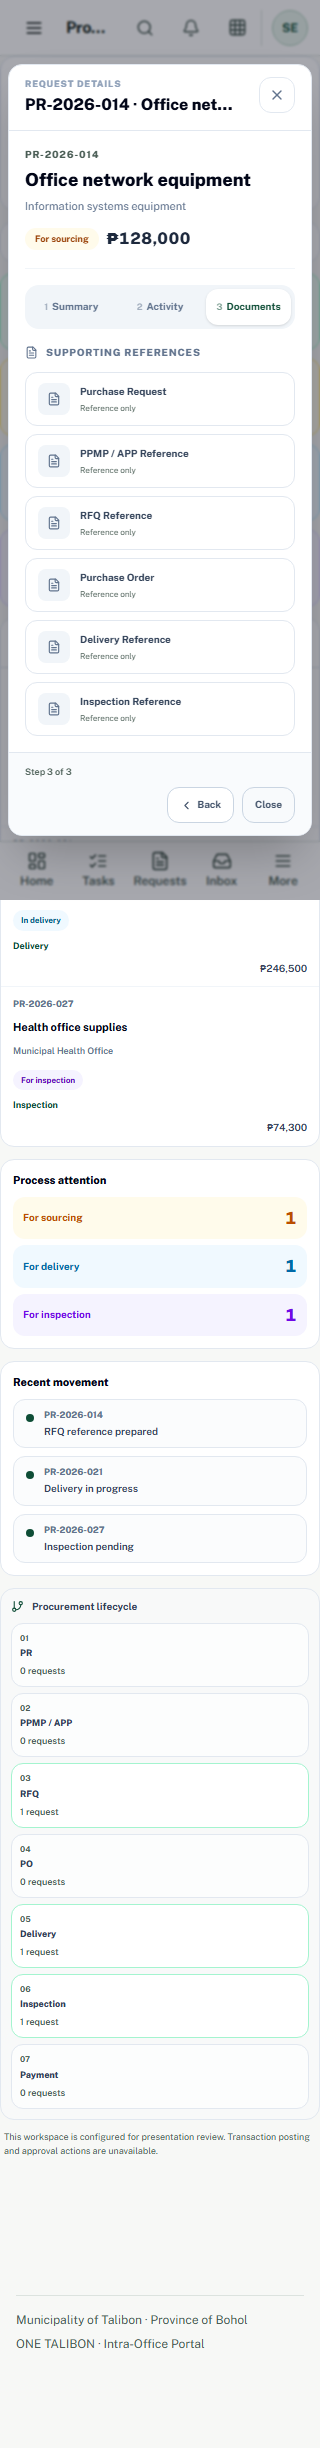 Pro...
SE
REQUEST DETAILS
PR-2026-014 · Office net...
PR-2026-014
Office network equipment
Information systems equipment
For sourcing ₱128,000
1 Summary 2 Activity 3 Documents
SUPPORTING REFERENCES
Purchase Request
Reference only
PPMP / APP Reference
Reference only
RFQ Reference
Reference only
Purchase Order
Reference only
Delivery Reference
Reference only
Inspection Reference
Reference only
Step 3 of 3
Back Close
Home Tasks Requests Inbox More
In delivery
Delivery
₱246,500
PR-2026-027
Health office supplies
Municipal Health Office
For inspection
Inspection
₱74,300
Process attention
For sourcing 1
For delivery 1
For inspection 1
Recent movement
PR-2026-014
RFQ reference prepared
PR-2026-021
Delivery in progress
PR-2026-027
Inspection pending
Procurement lifecycle
01
PR
0 requests
02
PPMP / APP
0 requests
03
RFQ
1 request
04
PO
0 requests
05
Delivery
1 request
06
Inspection
1 request
07
Payment
0 requests
This workspace is configured for presentation review. Transaction posting
and approval actions are unavailable.
Municipality of Talibon · Province of Bohol
ONE TALIBON · Intra-Office Portal